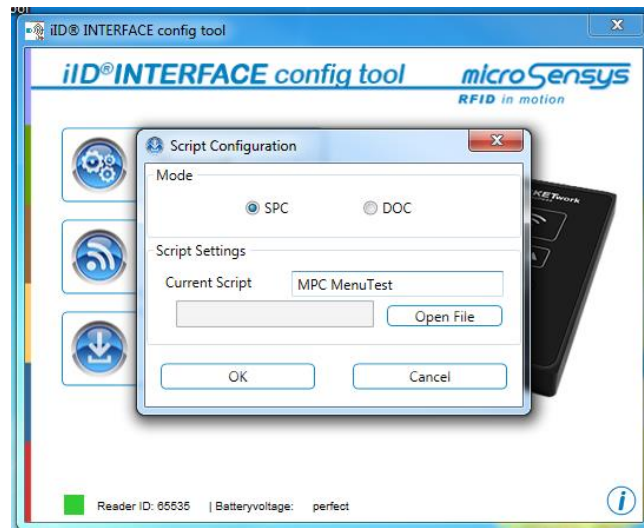 iID® INTERFACE config tool
iID®INTERFACE config tool
microSensys
RFID in motion
Script Configuration
Mode
SPC
DOC
Script Settings
Current Script
MPC MenuTest
Open File
OK
Cancel
Reader ID: 65535 | Batteryvoltage: perfect
i